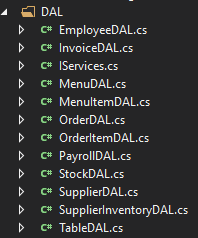 DAL
C# EmployeeDAL.cs
C# InvoiceDAL.cs
C# IServices.cs
C# MenuDAL.cs
C# MenuItemDAL.cs
C# OrderDAL.cs
C# OrderItemDAL.cs
C# PayrollDAL.cs
C# StockDAL.cs
C# SupplierDAL.cs
C# SupplierInventoryDAL.cs
C# TableDAL.cs